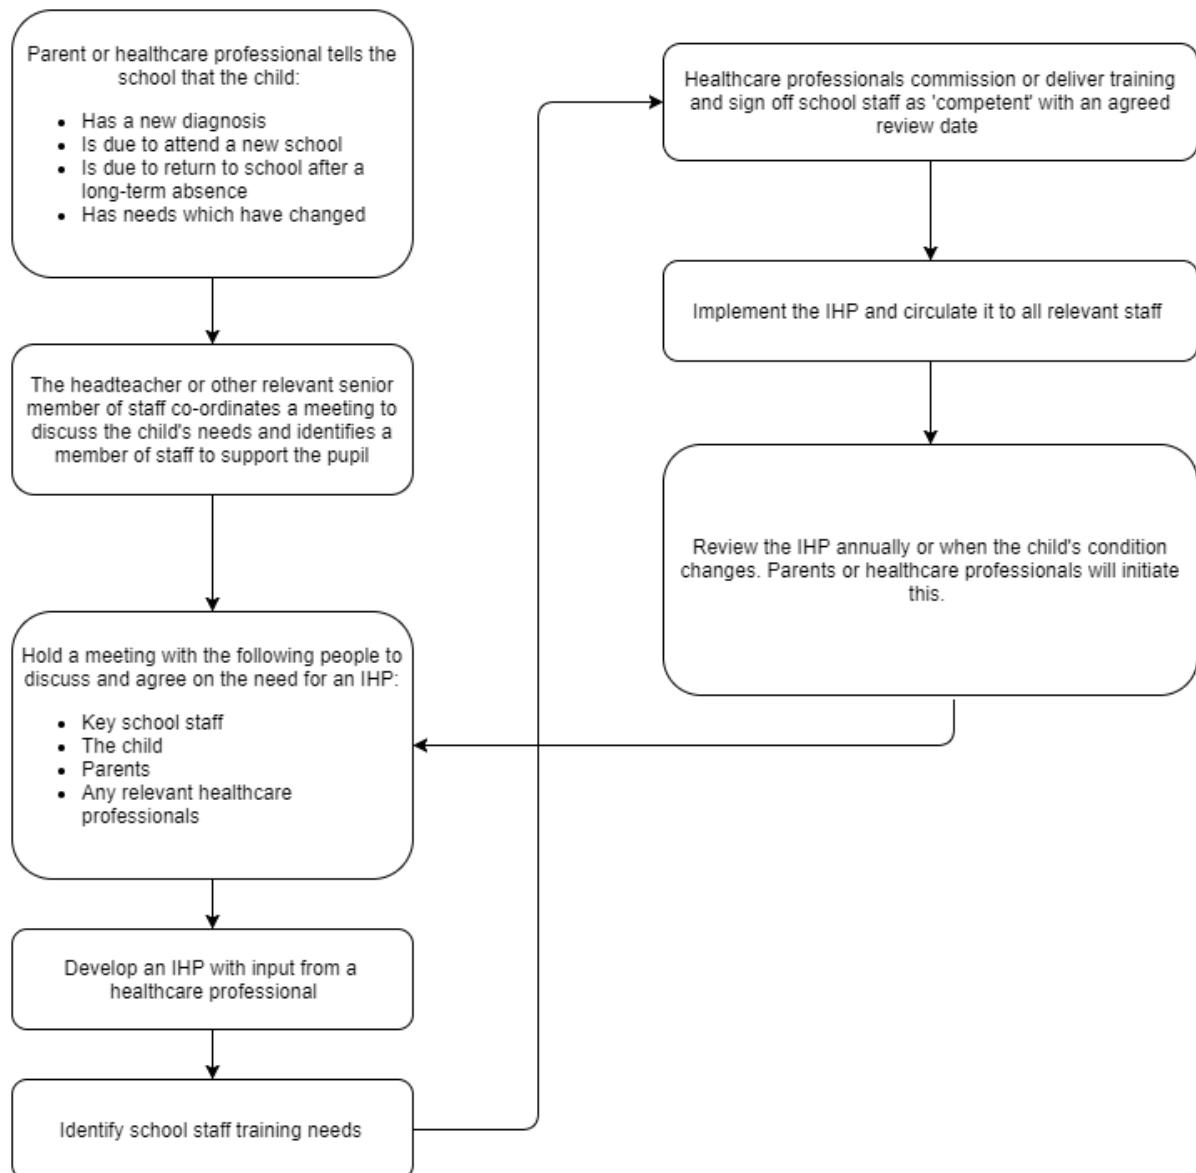 Parent or healthcare professional tells the
school that the child:
• Has a new diagnosis
• Is due to attend a new school
• Is due to return to school after a
long-term absence
• Has needs which have changed
The headteacher or other relevant senior
member of staff co-ordinates a meeting to
discuss the child's needs and identifies a
member of staff to support the pupil
Hold a meeting with the following people to
discuss and agree on the need for an IHP:
• Key school staff
• The child
• Parents
• Any relevant healthcare
professionals
Develop an IHP with input from a
healthcare professional
Identify school staff training needs
Healthcare professionals commission or deliver training
and sign off school staff as 'competent' with an agreed
review date
Implement the IHP and circulate it to all relevant staff
Review the IHP annually or when the child's condition
changes. Parents or healthcare professionals will initiate
this.